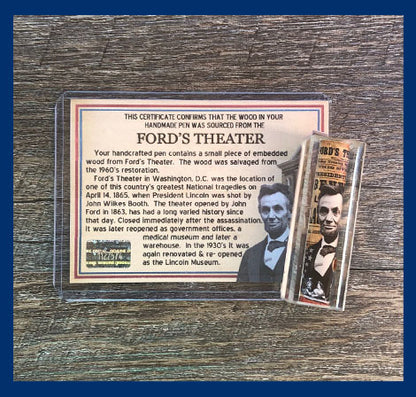 THIS CERTIFICATE CONFIRMS THAT THE WOOD IN YOUR
HANDMADE PEN WAS SOURCED FROM THE
FORD'S THEATER
Your handcrafted pen contains a small piece of embedded
wood from Ford's Theater. The wood was salvaged from
the 1960's restoration.
Ford's Theater in Washington, D.C. was the location of
one of this country's greatest National tragedies on
April 14, 1865, when President Lincoln was shot by
John Wilkes Booth. The theater opened by John
Ford in 1863, has had a long varied history since
that day. Closed immediately after the assassination.
It was later reopened as government offices, a
medical museum and later a
warehouse. In the 1930's it was
again renovated & re- opened
as the Lincoln Museum.
FORD'S TH